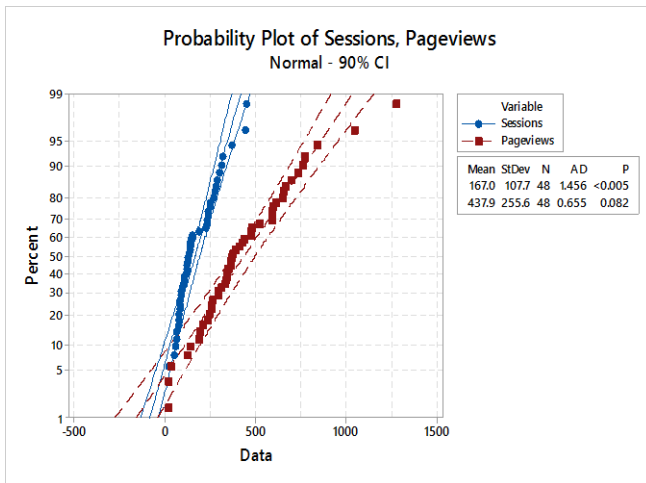 Probability Plot of Sessions, Pageviews
Normal - 90% CI
99
95
90
80
70
60
50
40
30
20
10
5
1
Percent
-500 0 500 1000 1500
Data
Variable
Sessions
Pageviews
Mean StDev N AD P
167.0 107.7 48 1.456 <0.005
437.9 255.6 48 0.655 0.082